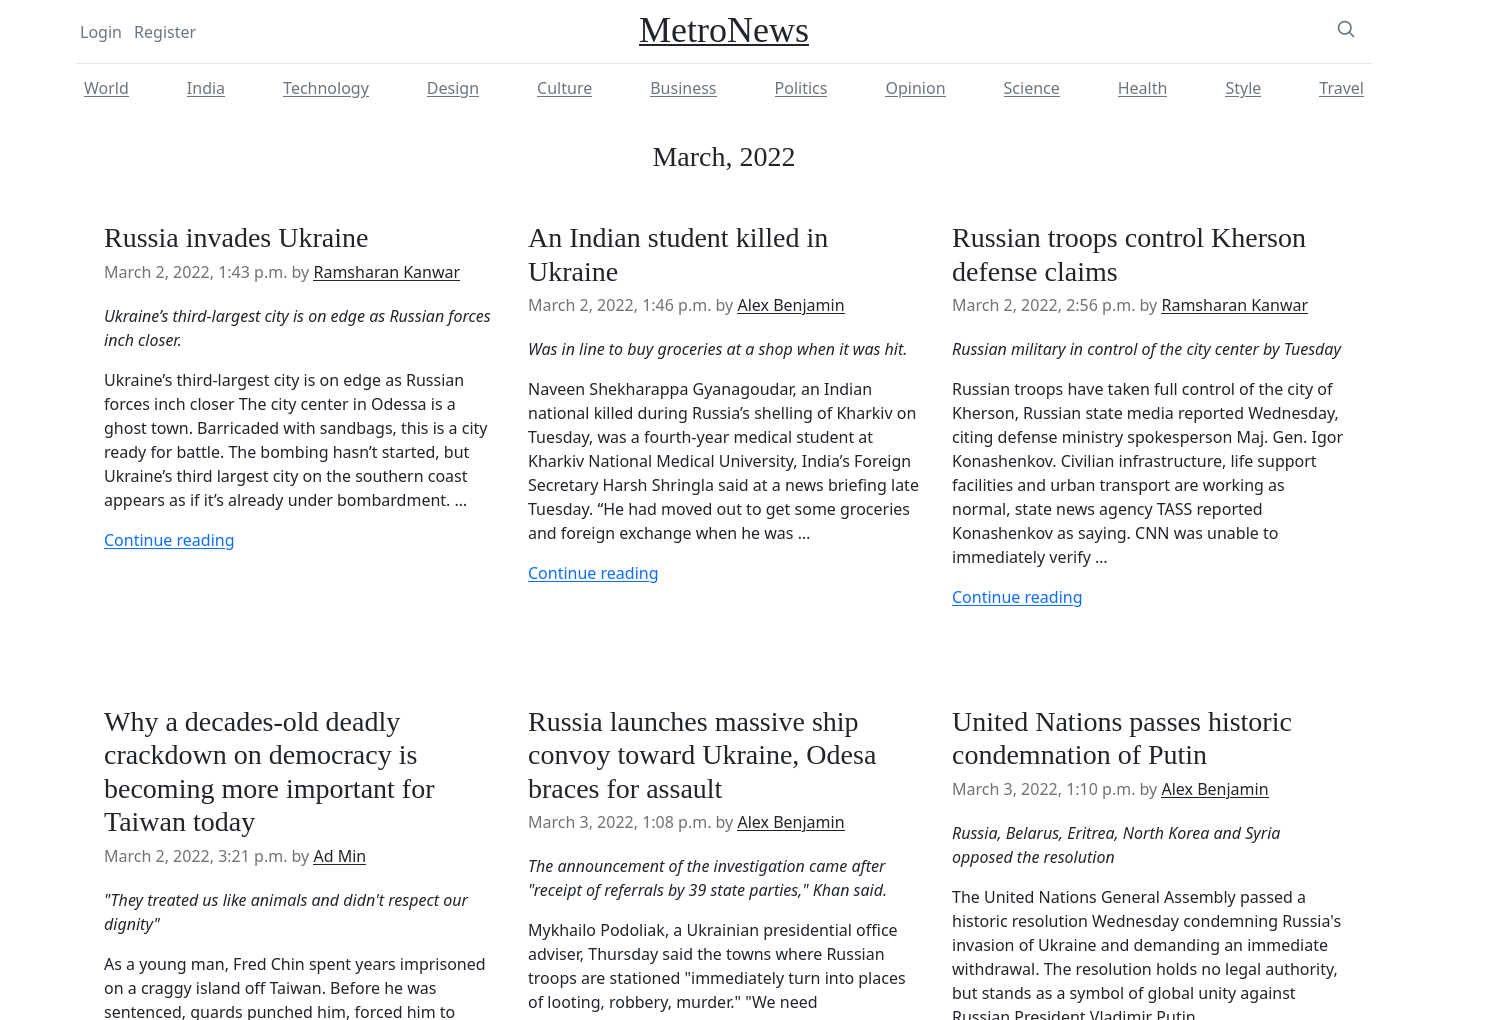 Login Register
MetroNews
World India Technology Design Culture Business Politics Opinion Science Health Style Travel
March, 2022
Russia invades Ukraine
March 2, 2022, 1:43 p.m. by Ramsharan Kanwar
Ukraine’s third-largest city is on edge as Russian forces
inch closer.
Ukraine’s third-largest city is on edge as Russian
forces inch closer The city center in Odessa is a
ghost town. Barricaded with sandbags, this is a city
ready for battle. The bombing hasn’t started, but
Ukraine’s third largest city on the southern coast
appears as if it’s already under bombardment. ...
Continue reading
An Indian student killed in
Ukraine
March 2, 2022, 1:46 p.m. by Alex Benjamin
Was in line to buy groceries at a shop when it was hit.
Naveen Shekharappa Gyanagoudar, an Indian
national killed during Russia’s shelling of Kharkiv on
Tuesday, was a fourth-year medical student at
Kharkiv National Medical University, India’s Foreign
Secretary Harsh Shringla said at a news briefing late
Tuesday. “He had moved out to get some groceries
and foreign exchange when he was ...
Continue reading
Russian troops control Kherson
defense claims
March 2, 2022, 2:56 p.m. by Ramsharan Kanwar
Russian military in control of the city center by Tuesday
Russian troops have taken full control of the city of
Kherson, Russian state media reported Wednesday,
citing defense ministry spokesperson Maj. Gen. Igor
Konashenkov. Civilian infrastructure, life support
facilities and urban transport are working as
normal, state news agency TASS reported
Konashenkov as saying. CNN was unable to
immediately verify ...
Continue reading
Why a decades-old deadly
crackdown on democracy is
becoming more important for
Taiwan today
March 2, 2022, 3:21 p.m. by Ad Min
"They treated us like animals and didn't respect our
dignity"
As a young man, Fred Chin spent years imprisoned
on a craggy island off Taiwan. Before he was
sentenced, guards punched him, forced him to
Russia launches massive ship
convoy toward Ukraine, Odesa
braces for assault
March 3, 2022, 1:08 p.m. by Alex Benjamin
The announcement of the investigation came after
"receipt of referrals by 39 state parties," Khan said.
Mykhailo Podoliak, a Ukrainian presidential office
adviser, Thursday said the towns where Russian
troops are stationed "immediately turn into places
of looting, robbery, murder." "We need
United Nations passes historic
condemnation of Putin
March 3, 2022, 1:10 p.m. by Alex Benjamin
Russia, Belarus, Eritrea, North Korea and Syria
opposed the resolution
The United Nations General Assembly passed a
historic resolution Wednesday condemning Russia's
invasion of Ukraine and demanding an immediate
withdrawal. The resolution holds no legal authority,
but stands as a symbol of global unity against
Russian President Vladimir Putin